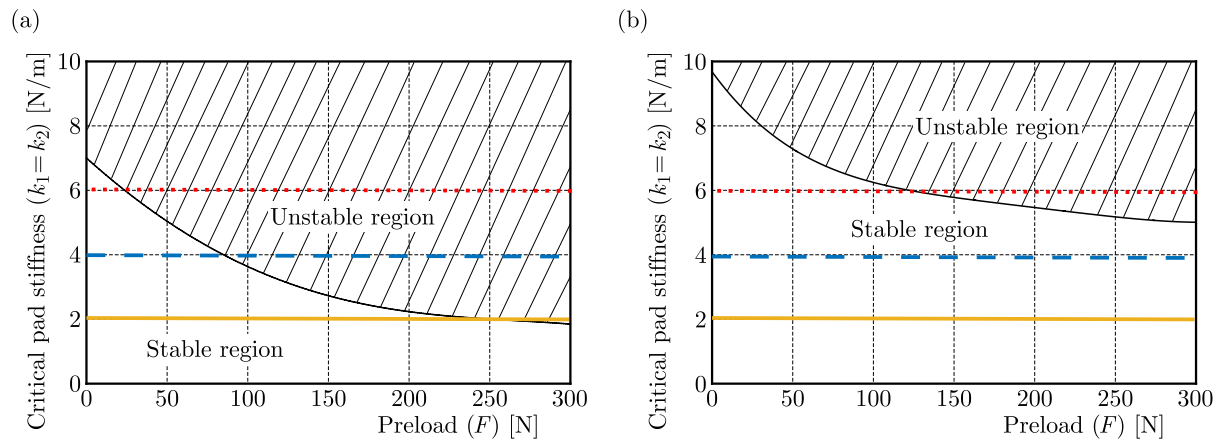 (a)
Critical pad stiffness (k₁=k₂) [N/m]
10
8
6
4
2
0
Unstable region
Stable region
0 50 100 150 200 250 300
Preload (F) [N]
(b)
Critical pad stiffness (k₁=k₂) [N/m]
10
8
6
4
2
0
Unstable region
Stable region
0 50 100 150 200 250 300
Preload (F) [N]